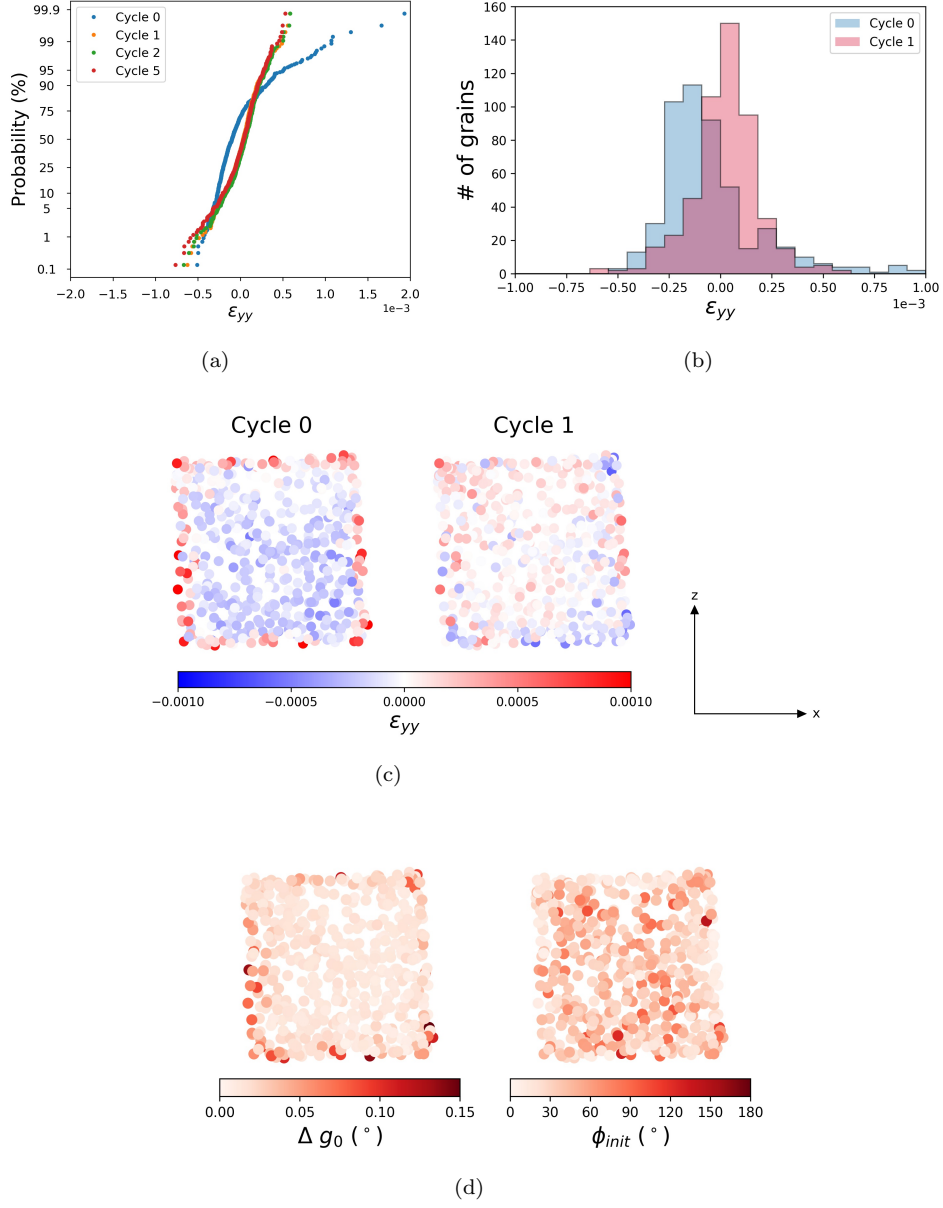 Cycle 0
Cycle 1
Cycle 2
Cycle 5
Probability (%)
99.9
99
95
90
75
50
25
10
5
1
0.1
−2.0 −1.5 −1.0 −0.5 0.0 0.5 1.0 1.5 2.0
1e−3
ε_yy
(a)
Cycle 0
Cycle 1
# of grains
160
140
120
100
80
60
40
20
0
−1.00 −0.75 −0.50 −0.25 0.00 0.25 0.50 0.75 1.00
1e−3
ε_yy
(b)
Cycle 0 Cycle 1
z
x
−0.0010 −0.0005 0.0000 0.0005 0.0010
ε_yy
(c)
0.00 0.05 0.10 0.15
Δ g_0 (°)
0 30 60 90 120 150 180
ϕ_init (°)
(d)